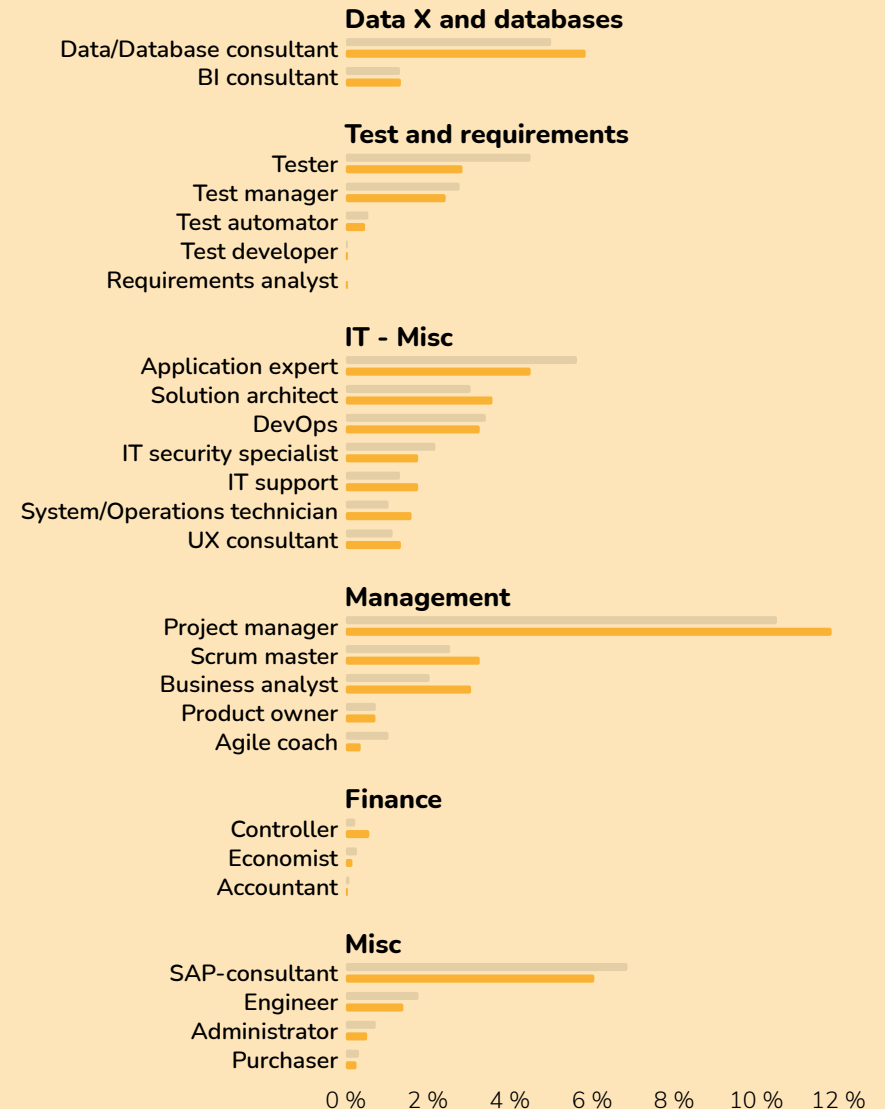 Data X and databases
Data/Database consultant
BI consultant
Test and requirements
Tester
Test manager
Test automator
Test developer
Requirements analyst
IT - Misc
Application expert
Solution architect
DevOps
IT security specialist
IT support
System/Operations technician
UX consultant
Management
Project manager
Scrum master
Business analyst
Product owner
Agile coach
Finance
Controller
Economist
Accountant
Misc
SAP-consultant
Engineer
Administrator
Purchaser
0 % 2 % 4 % 6 % 8 % 10 % 12 %